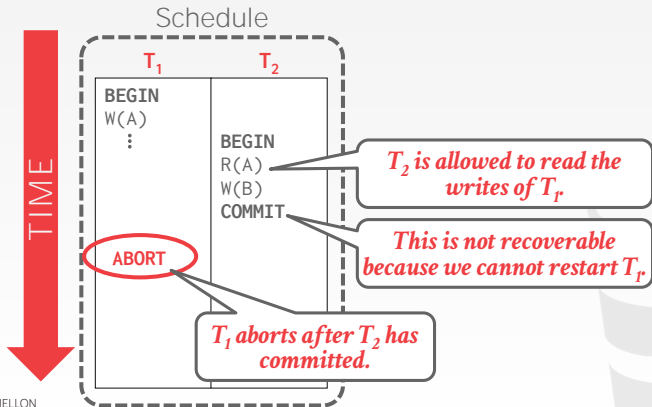 Schedule
T1 T2
BEGIN
W(A)
⋮
BEGIN
R(A)
W(B)
COMMIT
ABORT
TIME
T2 is allowed to read the
writes of T1.
This is not recoverable
because we cannot restart T1.
T1 aborts after T2 has
committed.
MELLON